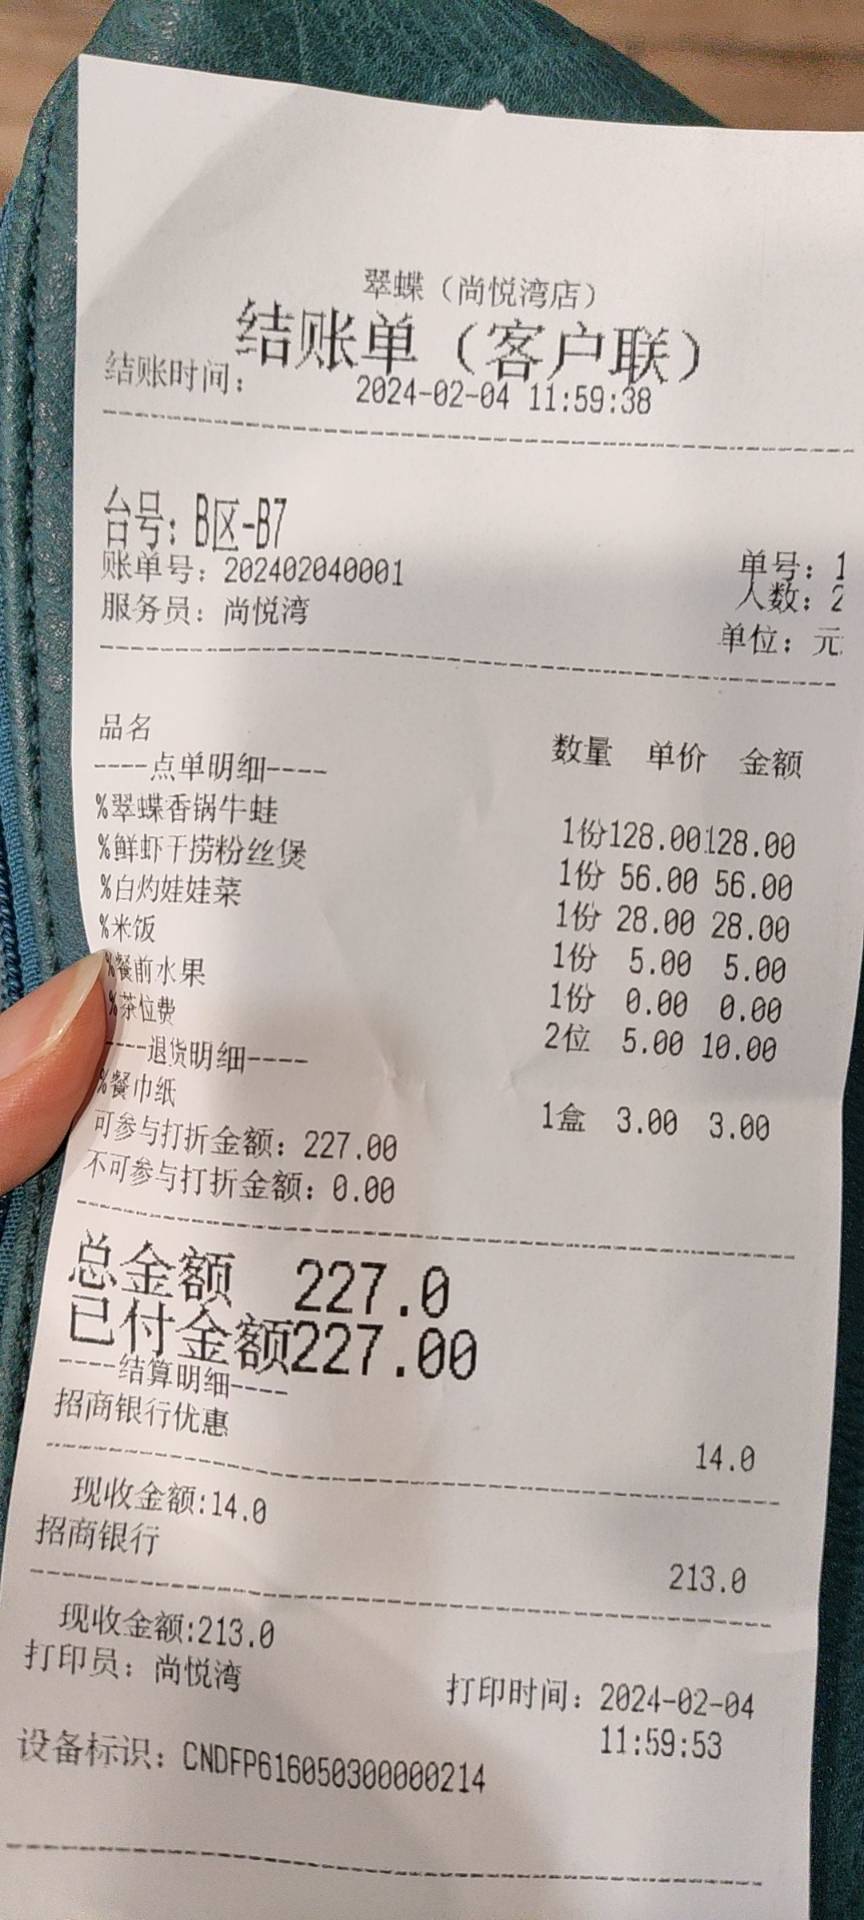 翠蝶（尚悦湾店）
结账单（客户联）
结账时间： 2024-02-04 11:59:38
台号：B区-B7
账单号：202402040001 单号：1
服务员：尚悦湾 人数：2
单位：元
品名 数量 单价 金额
----点单明细----
%翠蝶香锅牛蛙 1份 128.00 128.00
%鲜虾干捞粉丝煲 1份 56.00 56.00
%白灼娃娃菜 1份 28.00 28.00
%米饭 1份 5.00 5.00
%餐前水果 1份 0.00 0.00
%茶位费 2位 5.00 10.00
----退货明细----
%餐巾纸 1盒 3.00 3.00
可参与打折金额：227.00
不可参与打折金额：0.00
总金额 227.0
已付金额227.00
----结算明细----
招商银行优惠 14.0
现收金额:14.0
招商银行 213.0
现收金额:213.0
打印员：尚悦湾 打印时间：2024-02-04
11:59:53
设备标识：CNDFP616050300000214